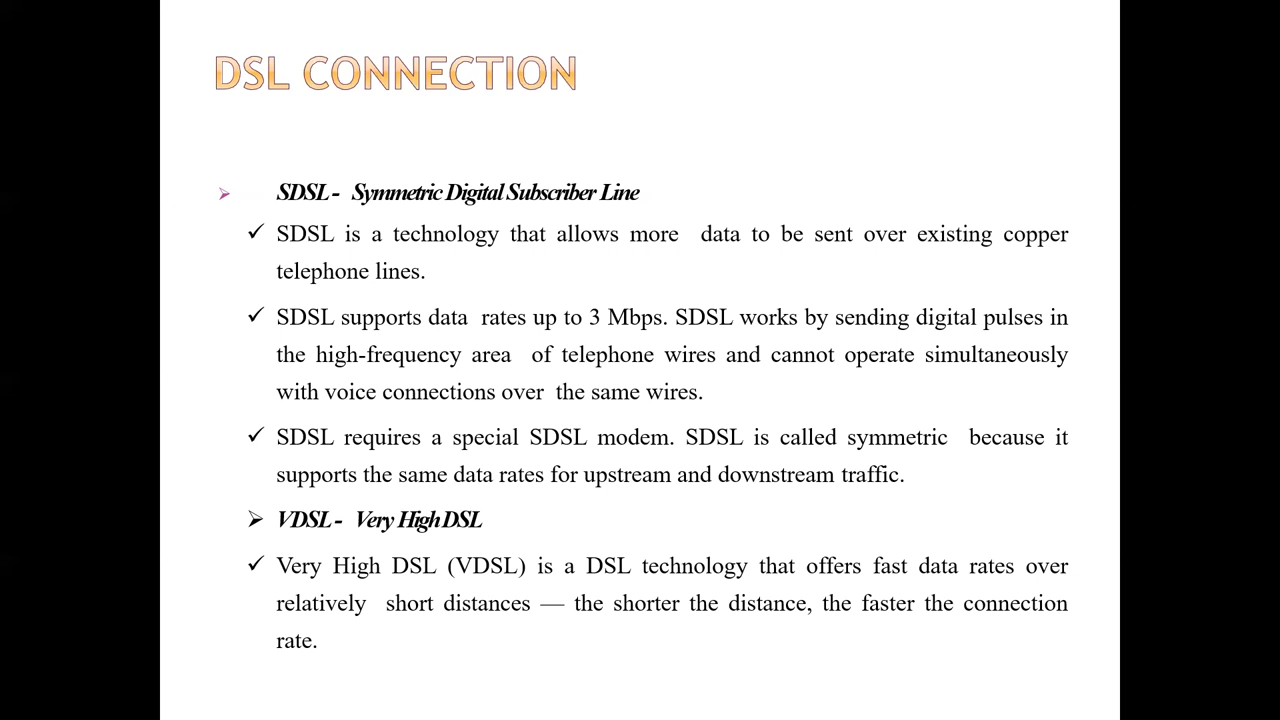 DSL CONNECTION
SDSL - Symmetric Digital Subscriber Line
SDSL is a technology that allows more data to be sent over existing copper
telephone lines.
SDSL supports data rates up to 3 Mbps. SDSL works by sending digital pulses in
the high-frequency area of telephone wires and cannot operate simultaneously
with voice connections over the same wires.
SDSL requires a special SDSL modem. SDSL is called symmetric because it
supports the same data rates for upstream and downstream traffic.
VDSL - Very High DSL
Very High DSL (VDSL) is a DSL technology that offers fast data rates over
relatively short distances — the shorter the distance, the faster the connection
rate.